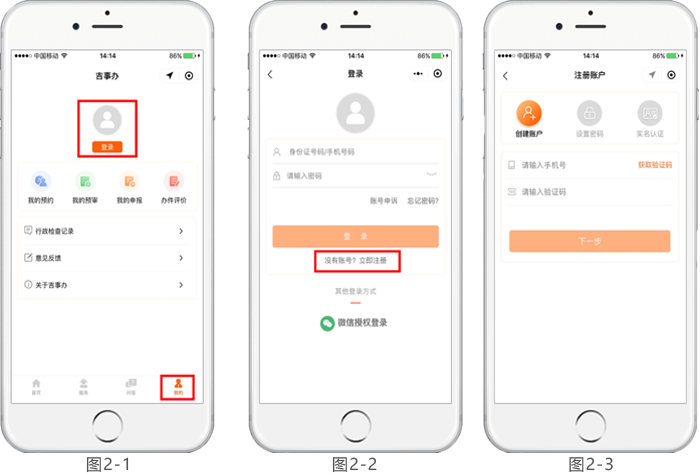 中国移动 14:14 86%
吉事办
登录
我的预约 我的预审 我的申报 办件评价
行政检查记录
意见反馈
关于吉事办
首页 服务 问答 我的
图2-1
中国移动 14:14 86%
登录
身份证号码/手机号码
请输入密码
账号申诉 忘记密码?
登 录
没有账号? 立即注册
其他登录方式
微信授权登录
图2-2
中国移动 14:14 86%
注册账户
创建账户 设置密码 实名认证
请输入手机号 获取验证码
请输入验证码
下一步
图2-3